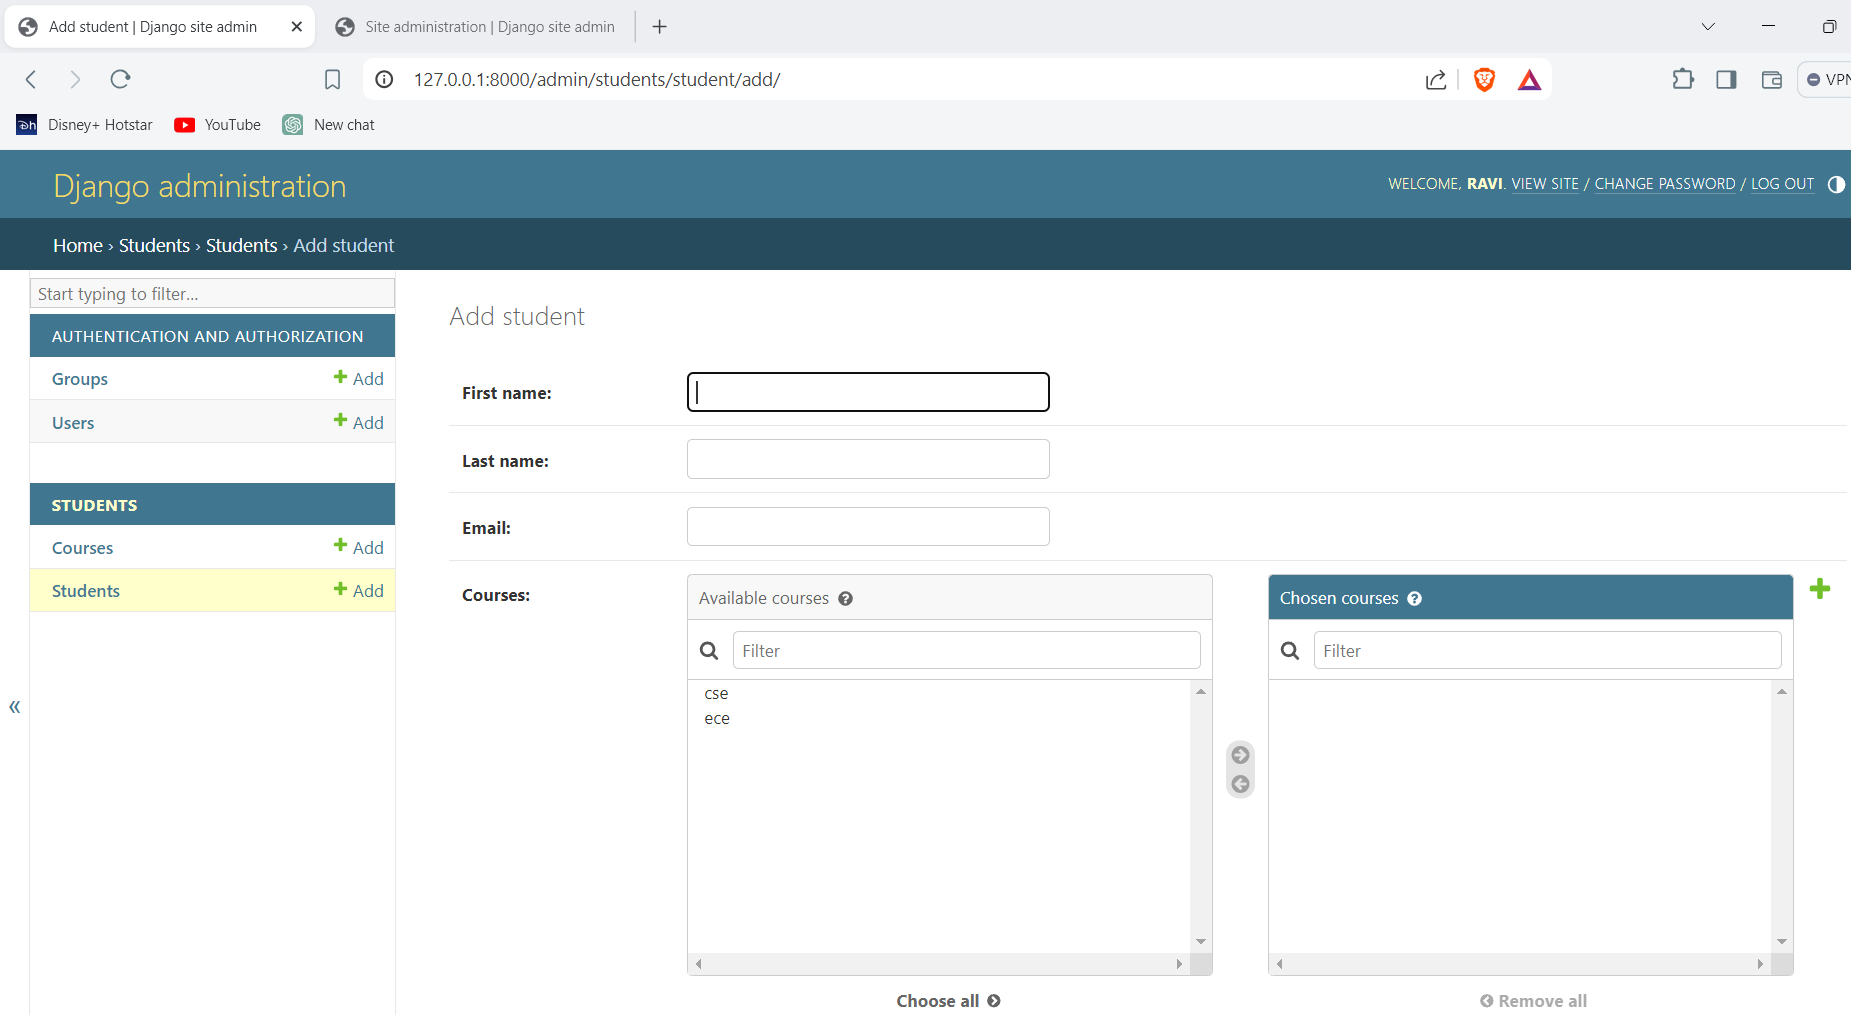 Add student | Django site admin
Site administration | Django site admin
127.0.0.1:8000/admin/students/student/add/
VPN
Disney+ Hotstar
YouTube
New chat
Django administration
WELCOME, RAVI. VIEW SITE / CHANGE PASSWORD / LOG OUT
Home › Students › Students › Add student
Start typing to filter...
AUTHENTICATION AND AUTHORIZATION
Groups + Add
Users + Add
STUDENTS
Courses + Add
Students + Add
«
Add student
First name:
Last name:
Email:
Courses:
Available courses ?
Filter
cse
ece
Choose all
Chosen courses ?
Filter
Remove all